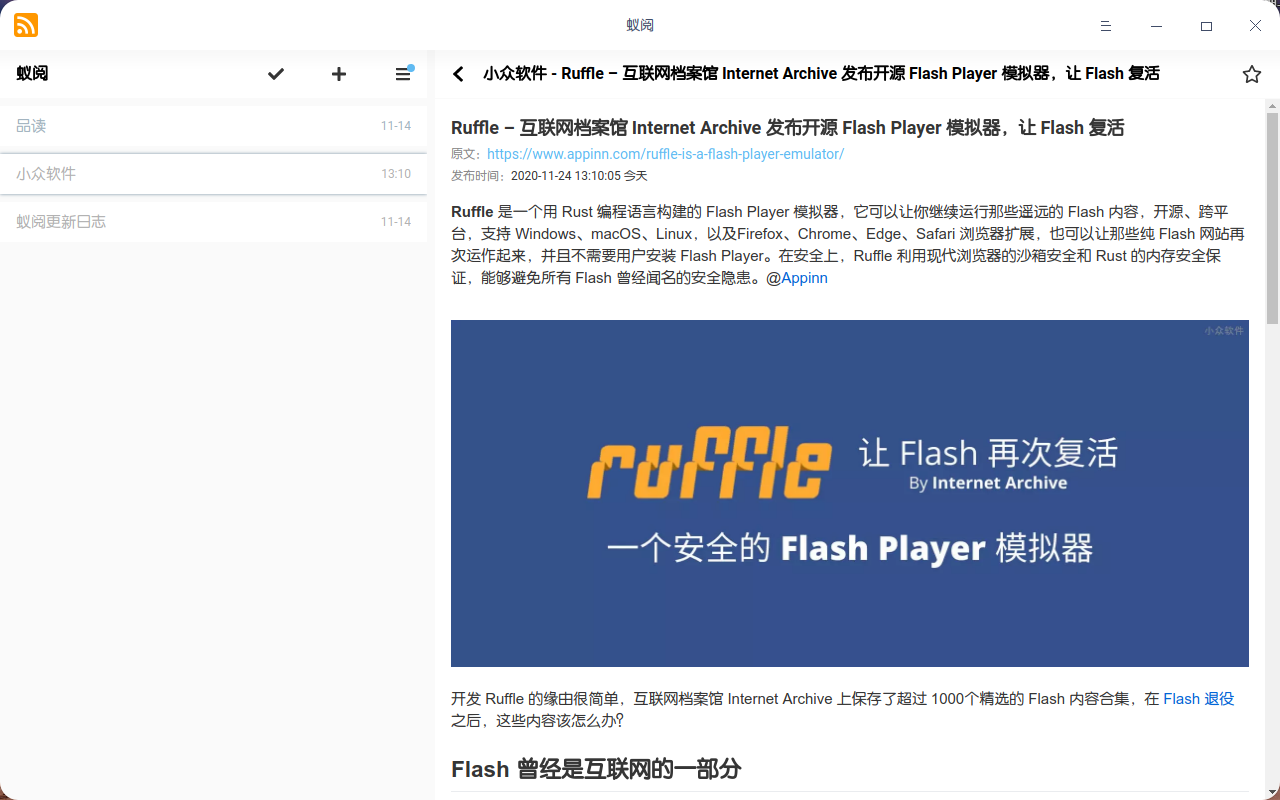 蚁阅
蚁阅
品读 11-14
小众软件 13:10
蚁阅更新日志 11-14
小众软件 - Ruffle – 互联网档案馆 Internet Archive 发布开源 Flash Player 模拟器，让 Flash 复活
Ruffle – 互联网档案馆 Internet Archive 发布开源 Flash Player 模拟器，让 Flash 复活
原文：https://www.appinn.com/ruffle-is-a-flash-player-emulator/
发布时间：2020-11-24 13:10:05 今天
Ruffle 是一个用 Rust 编程语言构建的 Flash Player 模拟器，它可以让你继续运行那些遥远的 Flash 内容，开源、跨平
台，支持 Windows、macOS、Linux，以及Firefox、Chrome、Edge、Safari 浏览器扩展，也可以让那些纯 Flash 网站再
次运作起来，并且不需要用户安装 Flash Player。在安全上，Ruffle 利用现代浏览器的沙箱安全和 Rust 的内存安全保
证，能够避免所有 Flash 曾经闻名的安全隐患。@Appinn
小众软件
ruffle 让 Flash 再次复活
By Internet Archive
一个安全的 Flash Player 模拟器
开发 Ruffle 的缘由很简单，互联网档案馆 Internet Archive 上保存了超过 1000个精选的 Flash 内容合集，在 Flash 退役
之后，这些内容该怎么办？
Flash 曾经是互联网的一部分